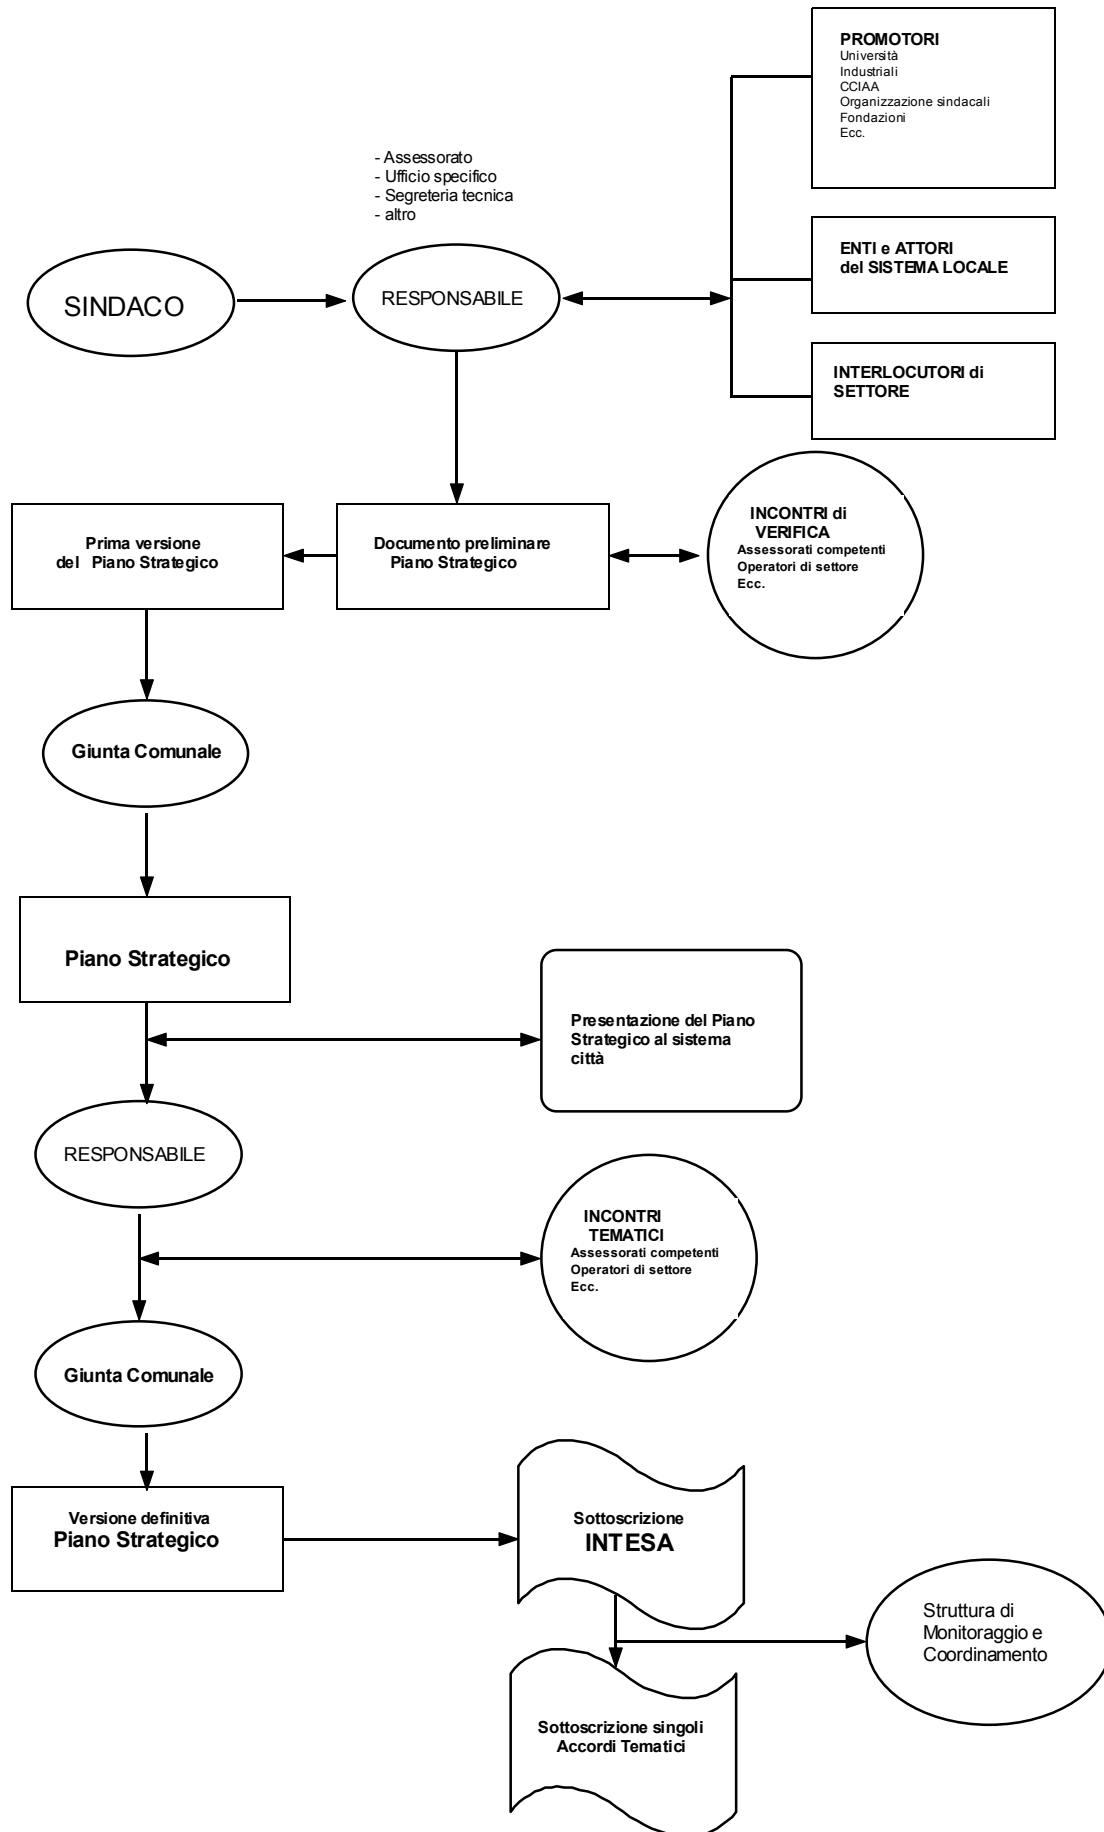 PROMOTORI
Università
Industriali
CCIAA
Organizzazione sindacali
Fondazioni
Ecc.
- Assessorato
- Ufficio specifico
- Segreteria tecnica
- altro
ENTI e ATTORI
del SISTEMA LOCALE
SINDACO
RESPONSABILE
INTERLOCUTORI di
SETTORE
Prima versione
del Piano Strategico
Documento preliminare
Piano Strategico
INCONTRI di
VERIFICA
Assessorati competenti
Operatori di settore
Ecc.
Giunta Comunale
Piano Strategico
Presentazione del Piano
Strategico al sistema
città
RESPONSABILE
INCONTRI
TEMATICI
Assessorati competenti
Operatori di settore
Ecc.
Giunta Comunale
Versione definitiva
Piano Strategico
Sottoscrizione
INTESA
Struttura di
Monitoraggio e
Coordinamento
Sottoscrizione singoli
Accordi Tematici